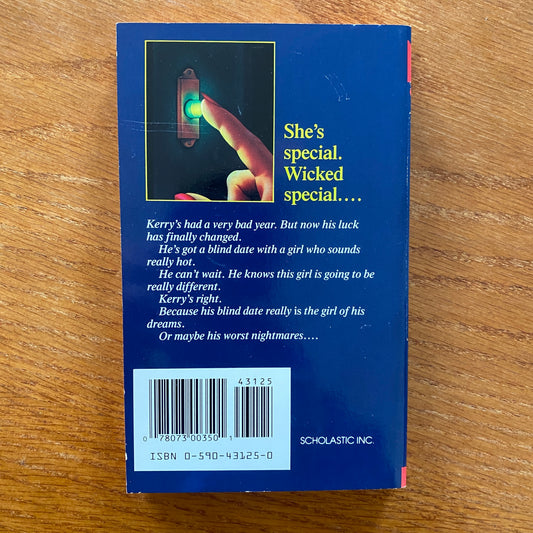 She's
special.
Wicked
special....
Kerry's had a very bad year. But now his luck
has finally changed.
He's got a blind date with a girl who sounds
really hot.
He can't wait. He knows this girl is going to be
really different.
Kerry's right.
Because his blind date really is the girl of his
dreams.
Or maybe his worst nightmares....
43125
0 78073 00350 1
ISBN 0-590-43125-0
SCHOLASTIC INC.